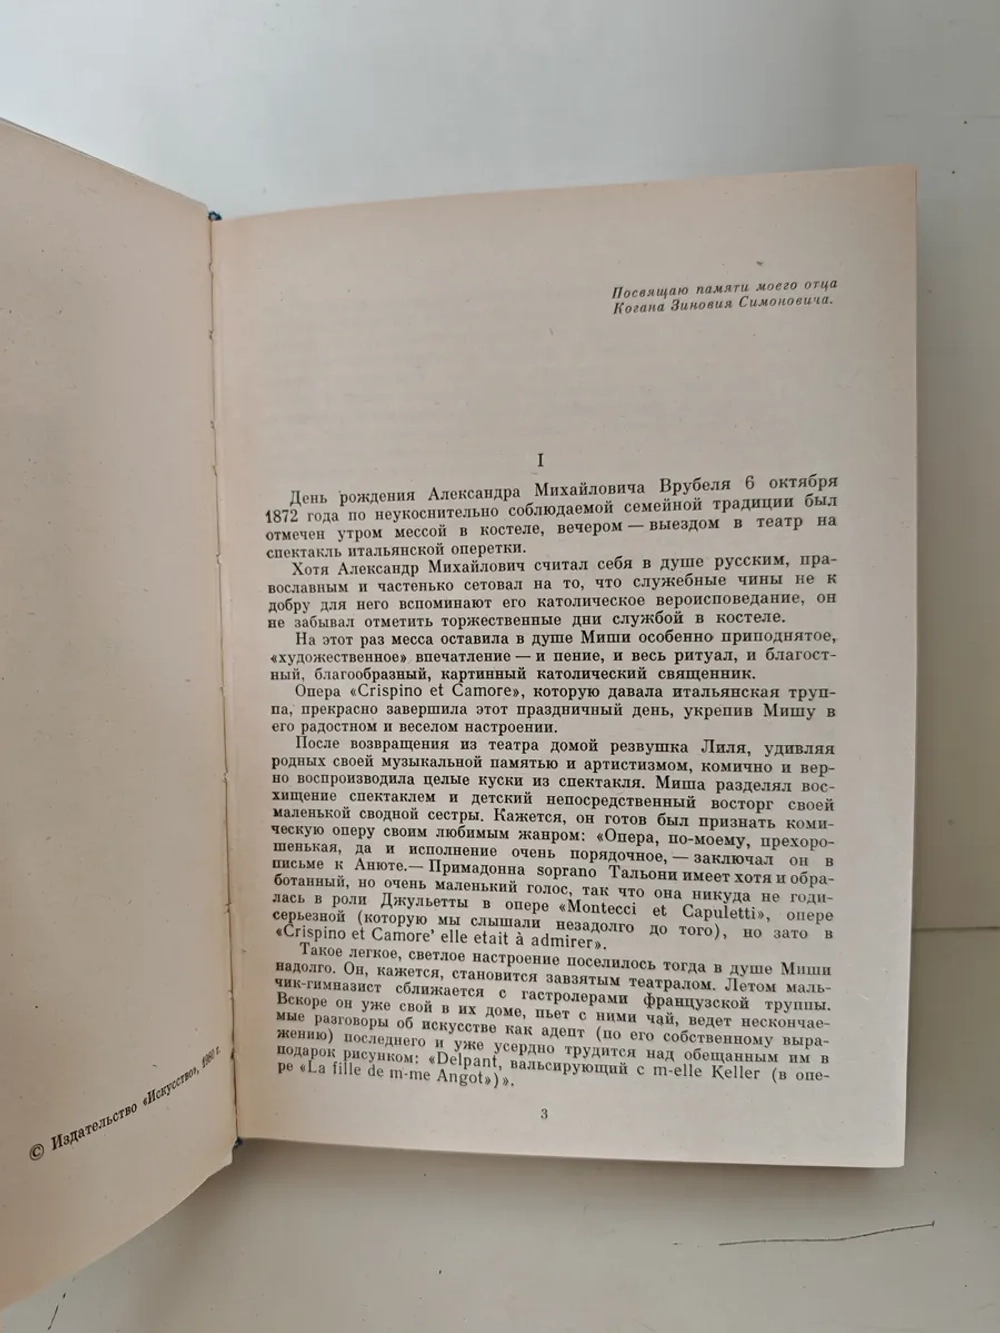 © Издательство «Искусство», 1980 г.
Посвящаю памяти моего отца
Когана Зиновия Симоновича.
I
День рождения Александра Михайловича Врубеля 6 октября
1872 года по неукоснительно соблюдаемой семейной традиции был
отмечен утром мессой в костеле, вечером — выездом в театр на
спектакль итальянской оперетки.
Хотя Александр Михайлович считал себя в душе русским, пра-
вославным и частенько сетовал на то, что служебные чины не к
добру для него вспоминают его католическое вероисповедание, он
не забывал отметить торжественные дни службой в костеле.
На этот раз месса оставила в душе Миши особенно приподнятое,
«художественное» впечатление — и пение, и весь ритуал, и благост-
ный, благообразный, картинный католический священник.
Опера «Crispino et Camore», которую давала итальянская труп-
па, прекрасно завершила этот праздничный день, укрепив Мишу в
его радостном и веселом настроении.
После возвращения из театра домой резвушка Лиля, удивляя
родных своей музыкальной памятью и артистизмом, комично и вер-
но воспроизводила целые куски из спектакля. Миша разделял вос-
хищение спектаклем и детский непосредственный восторг своей
маленькой сводной сестры. Кажется, он готов был признать коми-
ческую оперу своим любимым жанром: «Опера, по-моему, прехоро-
шенькая, да и исполнение очень порядочное, — заключал он в
письме к Анюте.— Примадонна soprano Тальони имеет хотя и обра-
ботанный, но очень маленький голос, так что она никуда не годи-
лась в роли Джульетты в опере «Montecci et Capuletti», опере
серьезной (которую мы слышали незадолго до того), но зато в
«Crispino et Camore’ elle etait à admirer».
Такое легкое, светлое настроение поселилось тогда в душе Миши
надолго. Он, кажется, становится завзятым театралом. Летом маль-
чик-гимназист сближается с гастролерами французской труппы.
Вскоре он уже свой в их доме, пьет с ними чай, ведет нескончае-
мые разговоры об искусстве как адепт (по его собственному выра-
жению) последнего и уже усердно трудится над обещанным им в
подарок рисунком: «Delpant, вальсирующий с m-elle Keller (в опе-
ре «La fille de m-me Angot»)».
3